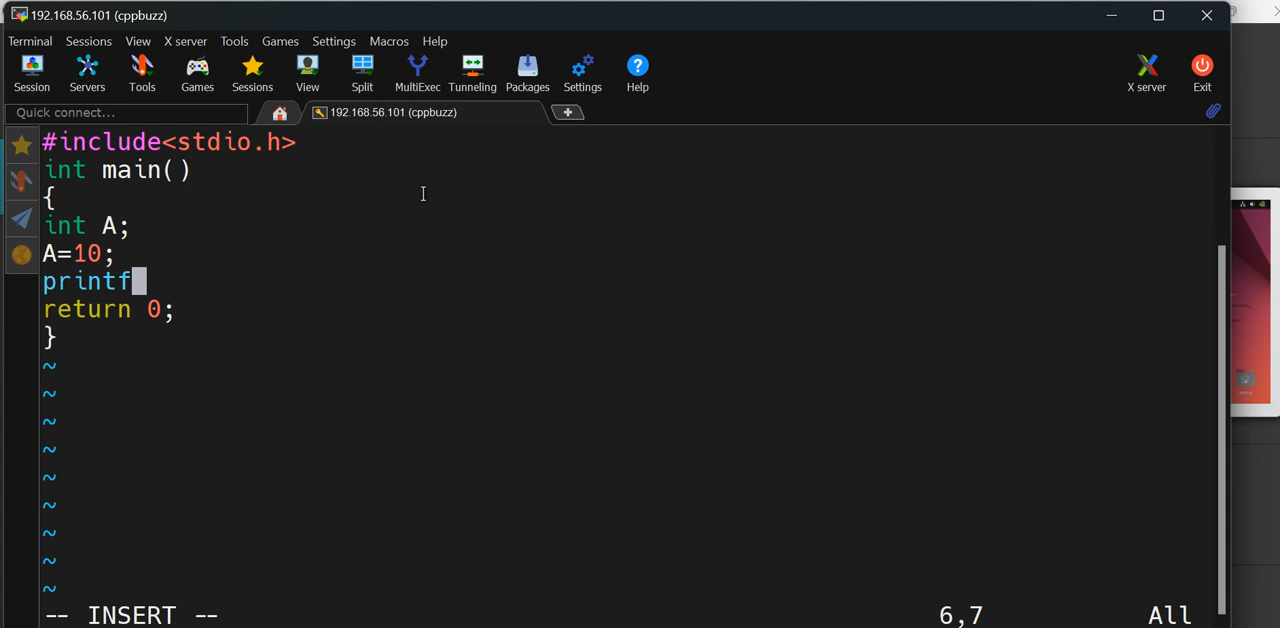 192.168.56.101 (cppbuzz)
Terminal Sessions View X server Tools Games Settings Macros Help
Session Servers Tools Games Sessions View Split MultiExec Tunneling Packages Settings Help X server Exit
Quick connect... 192.168.56.101 (cppbuzz)
#include<stdio.h>
int main()
{
int A;
A=10;
printf
return 0;
}
~
~
~
~
~
~
~
~
~
-- INSERT -- 6,7 All